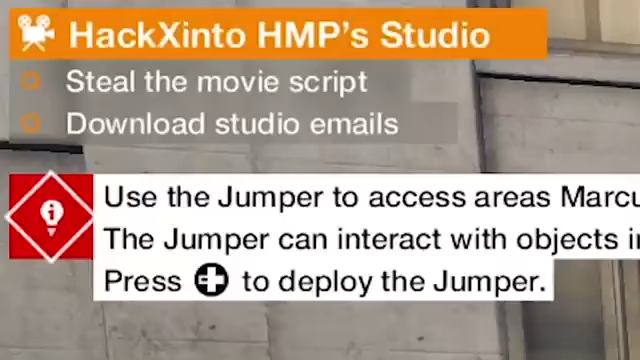 HackXinto HMP's Studio
Steal the movie script
Download studio emails
Use the Jumper to access areas Marcu
The Jumper can interact with objects i
Press to deploy the Jumper.